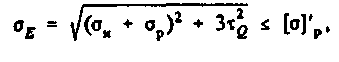 σ_E = √((σ_и + σ_р)² + 3τ_Q²) ≤ [σ]'_р,